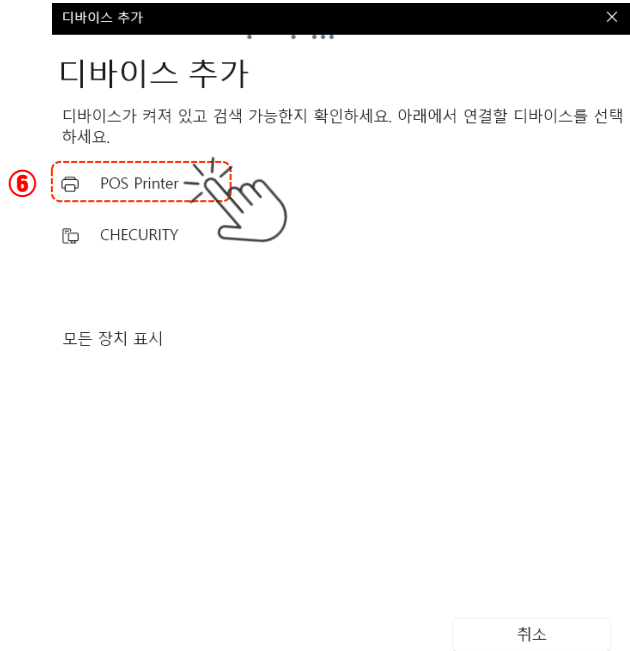 디바이스 추가
디바이스 추가
디바이스가 켜져 있고 검색 가능한지 확인하세요. 아래에서 연결할 디바이스를 선택
하세요.
⑥ POS Printer
CHECURITY
모든 장치 표시
취소